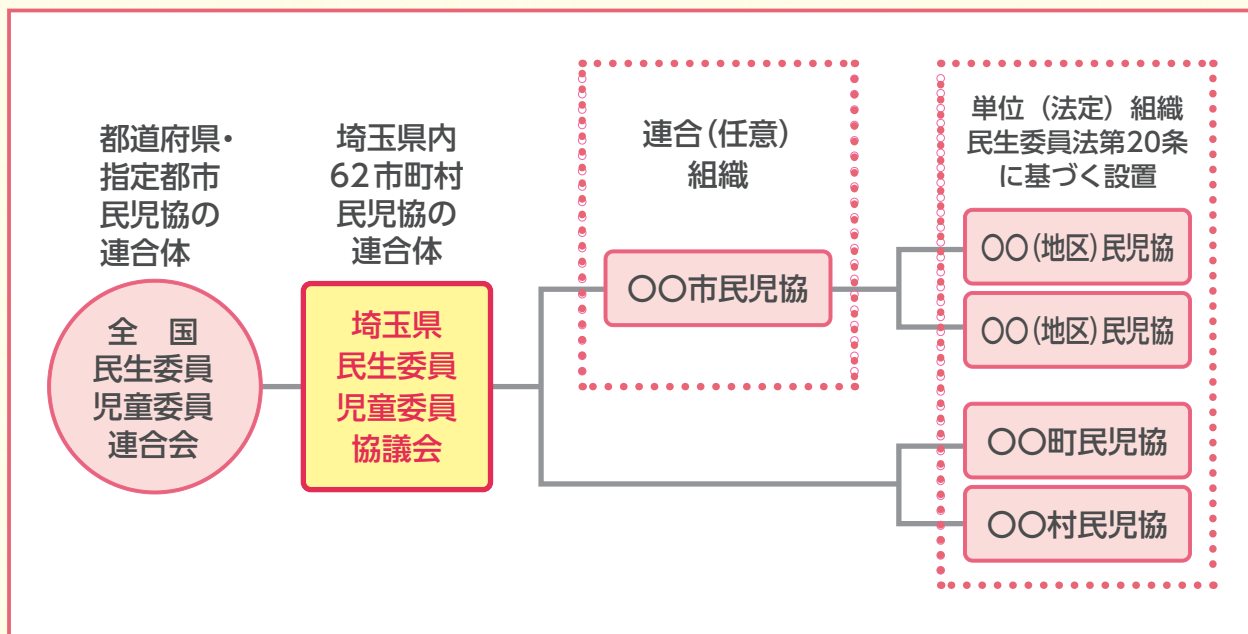 都道府県・
指定都市
民児協の
連合体
全　国
民生委員
児童委員
連合会
埼玉県内
62市町村
民児協の
連合体
埼玉県
民生委員
児童委員
協議会
連合（任意）
組織
〇〇市民児協
単位（法定）組織
民生委員法第20条
に基づく設置
〇〇（地区）民児協
〇〇（地区）民児協
〇〇町民児協
〇〇村民児協